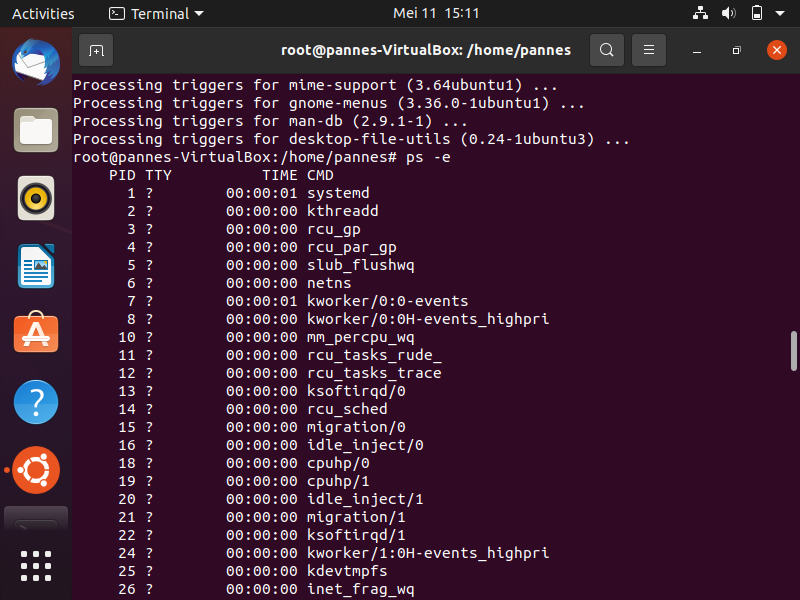 Activities
Terminal
Mei 11 15:11
root@pannes-VirtualBox: /home/pannes
Processing triggers for mime-support (3.64ubuntu1) ...
Processing triggers for gnome-menus (3.36.0-1ubuntu1) ...
Processing triggers for man-db (2.9.1-1) ...
Processing triggers for desktop-file-utils (0.24-1ubuntu3) ...
root@pannes-VirtualBox:/home/pannes# ps -e
PID TTY TIME CMD
1 ? 00:00:01 systemd
2 ? 00:00:00 kthreadd
3 ? 00:00:00 rcu_gp
4 ? 00:00:00 rcu_par_gp
5 ? 00:00:00 slub_flushwq
6 ? 00:00:00 netns
7 ? 00:00:01 kworker/0:0-events
8 ? 00:00:00 kworker/0:0H-events_highpri
10 ? 00:00:00 mm_percpu_wq
11 ? 00:00:00 rcu_tasks_rude_
12 ? 00:00:00 rcu_tasks_trace
13 ? 00:00:00 ksoftirqd/0
14 ? 00:00:00 rcu_sched
15 ? 00:00:00 migration/0
16 ? 00:00:00 idle_inject/0
18 ? 00:00:00 cpuhp/0
19 ? 00:00:00 cpuhp/1
20 ? 00:00:00 idle_inject/1
21 ? 00:00:00 migration/1
22 ? 00:00:00 ksoftirqd/1
24 ? 00:00:00 kworker/1:0H-events_highpri
25 ? 00:00:00 kdevtmpfs
26 ? 00:00:00 inet_frag_wq